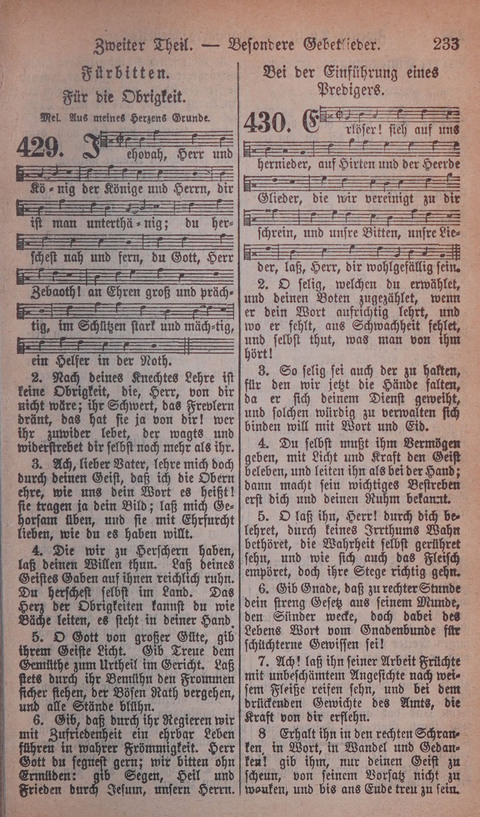 Zweiter Theil. — Besondere Gebetlieder. 233
Fürbitten.
Für die Obrigkeit.
Mel. Aus meines Herzens Grunde.
429. Jehovah, Herr und
Kö-nig der Könige und Herrn, dir
ist man unterthä-nig; du her-
schest nah und fern, du Gott, Herr
Zebaoth! an Ehren groß und präch-
tig, im Schützen stark und mäch-tig,
ein Helfer in der Noth.
2. Nach deines Knechtes Lehre ist
keine Obrigkeit, die, Herr, von dir
nicht wäre; ihr Schwert, das Frevlern
dränt, das hat sie ja von dir! wer
ihr zuwider lebet, der wagts und
widerstrebet dir selbst noch mehr als ihr.
3. Ach, lieber Vater, lehre mich doch
durch deinen Geist, daß ich die Obern
ehre, wie uns dein Wort es heißt!
sie tragen ja dein Bild; laß mich Ge-
horsam üben, und sie mit Ehrfurcht
lieben, wie du es haben willt.
4. Die wir zu Herschern haben,
laß deinen Willen thun. Laß deines
Geistes Gaben auf ihnen reichlich ruhn.
Du herschest selbst im Land. Das
Herz der Obrigkeiten kannst du wie
Bäche leiten, es steht in deiner Hand
5. O Gott von großer Güte, gib
ihrem Geiste Licht. Gib Treue dem
Gemüthe zum Urtheil im Gericht. Laß
stets durch ihr Bemühn den Frommen
sicher stehen, der Bösen Rath vergehen,
und alle Stände blühn.
6. Gib, daß durch ihr Regieren wir
mit Zufriedenheit ein ehrbar Leben
führen in wahrer Frömmigkeit. Herr
Gott du segnest gern; wir bitten ohn
Ermüden: gib Segen, Heil und
Frieden durch Jesum, unsern Herrn.
Bei der Einführung eines
Predigers.
430. Erlöser! sieh auf uns
hernieder, auf Hirten und der Heerde
Glieder, die wir vereinigt zu dir
schrein, und unsre Bitten, unsre Lie-
der, laß, Herr, dir wohlgefällig sein.
2. O selig, welchen du erwählet,
und deinen Boten zugezählet, wenn
er dein Wort aufrichtig lehrt, und
wo er fehlt, aus Schwachheit fehlet,
und selbst thut, was man von ihm
hört!
3. So selig sei auch der zu halten,
für den wir jetzt die Hände falten,
da er sich deinem Dienst geweiht,
und solchen würdig zu verwalten sich
binden will mit Wort und Eid.
4. Du selbst mußt ihm Vermögen
geben, mit Licht und Kraft den Geist
beleben, und leiten ihn als bei der Hand;
dann macht sein wichtiges Bestreben
erst dich und deinen Ruhm bekannt.
5. O laß ihn, Herr! durch dich be-
lehret, durch keines Irrthums Wahn
bethöret, die Wahrheit selbst gerühret
sehn, und wie sich auch das Fleisch
empöret, doch ihre Stege richtig gehn.
6. Gib Gnade, daß zu rechter Stunde
dein streng Gesetz aus seinem Munde,
den Sünder wecke, doch dabei des
Lebens Wort vom Gnadenbunde für
schüchterne Gewissen sei!
7. Ach! laß ihn seiner Arbeit Früchte
mit unbeschämtem Angesichte nach wei-
sem Fleiße reifen sehn, und bei dem
drückenden Gewichte des Amts, die
Kraft von dir erflehn.
8 Erhalt ihn in den rechten Schran-
ken, in Wort, in Wandel und Gedan-
ken! gib ihm, nur deinen Geist zu
scheun, von seinem Vorsatz nicht zu
wanken, und bis ans Ende treu zu sein.